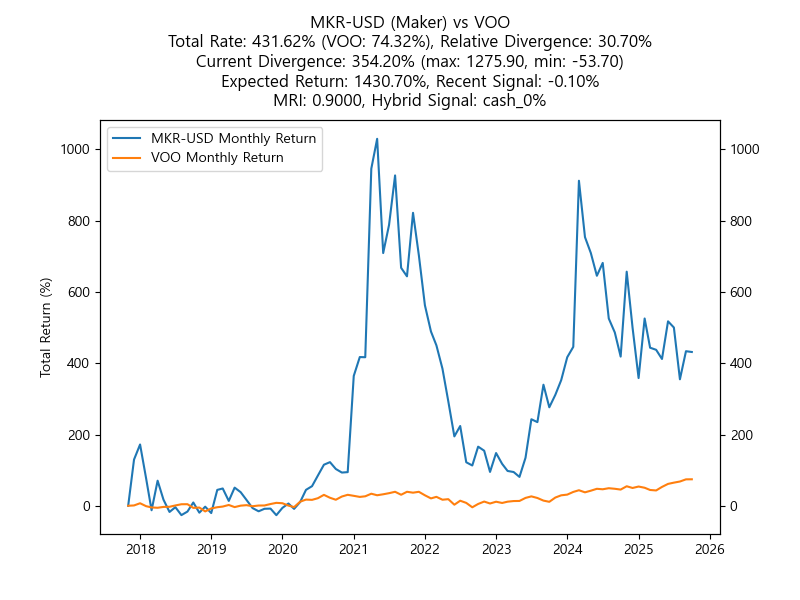 MKR-USD (Maker) vs VOO
Total Rate: 431.62% (VOO: 74.32%), Relative Divergence: 30.70%
Current Divergence: 354.20% (max: 1275.90, min: -53.70)
Expected Return: 1430.70%, Recent Signal: -0.10%
MRI: 0.9000, Hybrid Signal: cash_0%
MKR-USD Monthly Return
VOO Monthly Return
Total Return (%)
1000
800
600
400
200
0
1000
800
600
400
200
0
2018 2019 2020 2021 2022 2023 2024 2025 2026